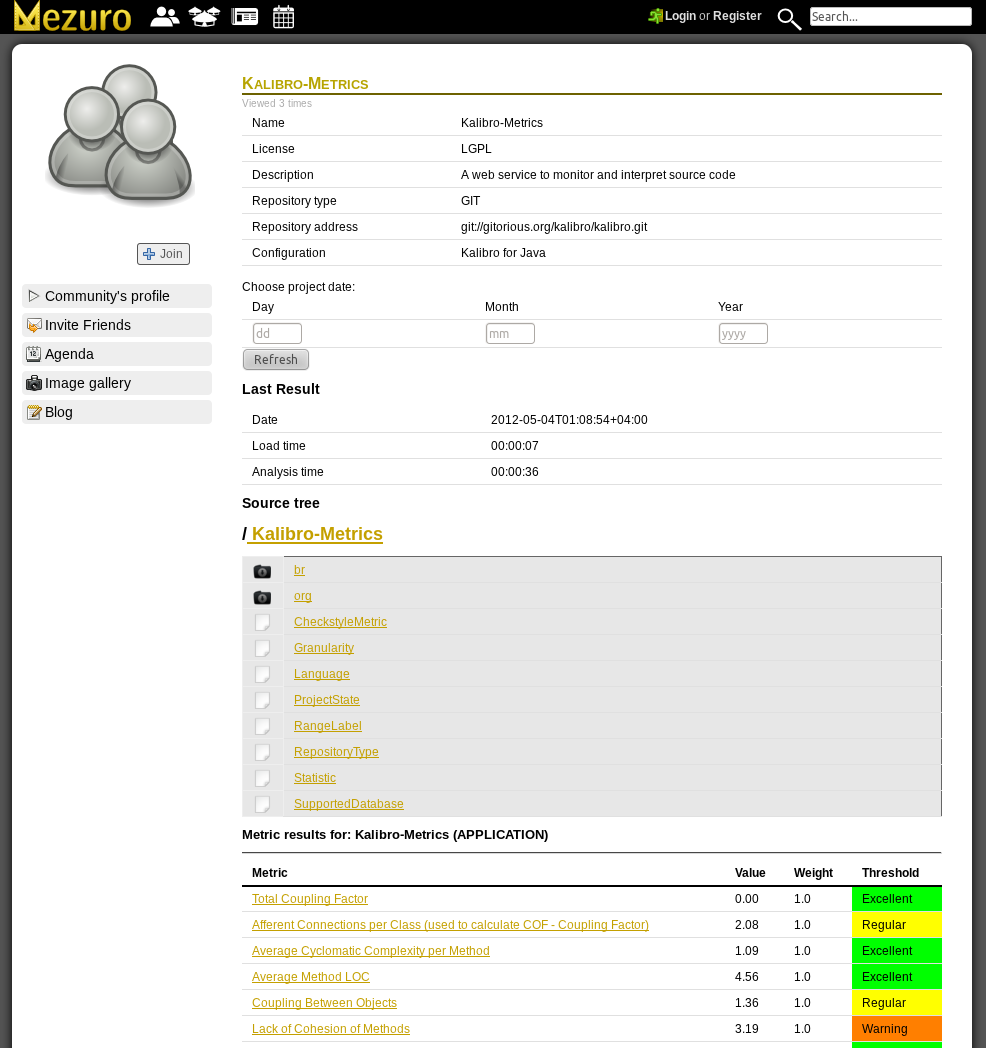 Mezuro
Login or Register
Search...
Join
Community's profile
Invite Friends
12
Agenda
Image gallery
Blog
Kalibro-Metrics
Viewed 3 times
Name Kalibro-Metrics
License LGPL
Description A web service to monitor and interpret source code
Repository type GIT
Repository address git://gitorious.org/kalibro/kalibro.git
Configuration Kalibro for Java
Choose project date:
Day Month Year
dd mm yyyy
Refresh
Last Result
Date 2012-05-04T01:08:54+04:00
Load time 00:00:07
Analysis time 00:00:36
Source tree
/ Kalibro-Metrics
br
org
CheckstyleMetric
Granularity
Language
ProjectState
RangeLabel
RepositoryType
Statistic
SupportedDatabase
Metric results for: Kalibro-Metrics (APPLICATION)
Metric Value Weight Threshold
Total Coupling Factor 0.00 1.0 Excellent
Afferent Connections per Class (used to calculate COF - Coupling Factor) 2.08 1.0 Regular
Average Cyclomatic Complexity per Method 1.09 1.0 Excellent
Average Method LOC 4.56 1.0 Excellent
Coupling Between Objects 1.36 1.0 Regular
Lack of Cohesion of Methods 3.19 1.0 Warning